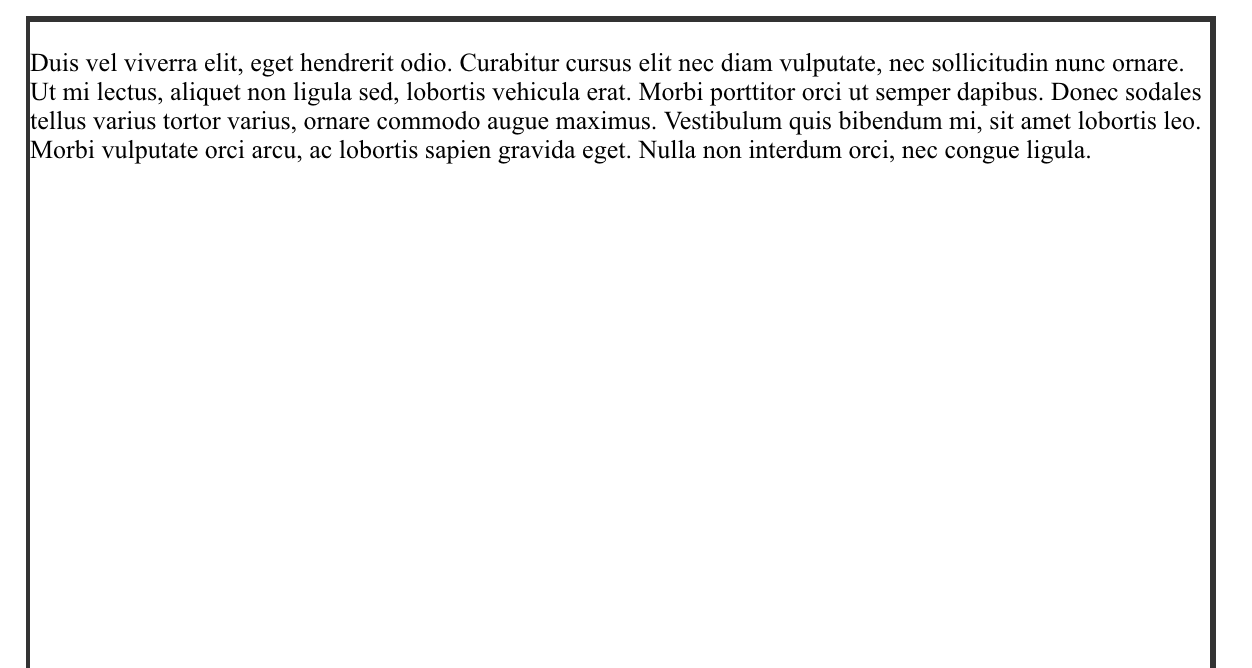 Duis vel viverra elit, eget hendrerit odio. Curabitur cursus elit nec diam vulputate, nec sollicitudin nunc ornare.
Ut mi lectus, aliquet non ligula sed, lobortis vehicula erat. Morbi porttitor orci ut semper dapibus. Donec sodales
tellus varius tortor varius, ornare commodo augue maximus. Vestibulum quis bibendum mi, sit amet lobortis leo.
Morbi vulputate orci arcu, ac lobortis sapien gravida eget. Nulla non interdum orci, nec congue ligula.